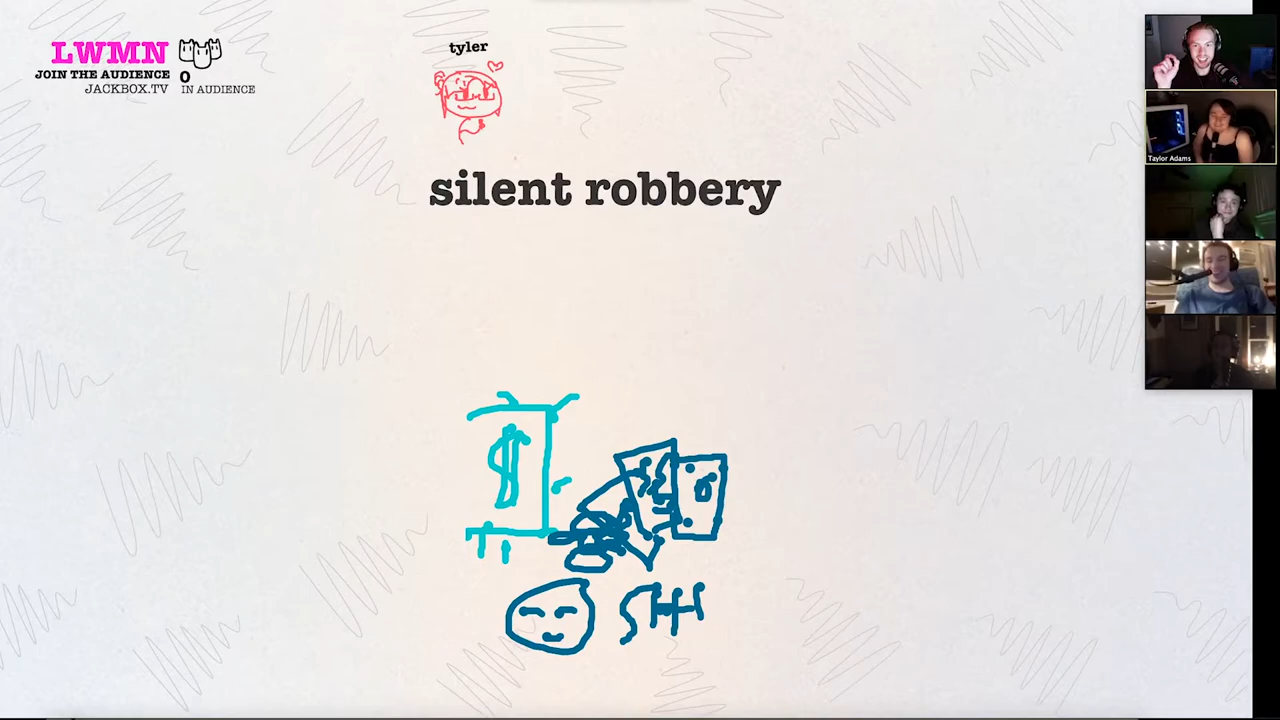 LWMN
JOIN THE AUDIENCE
JACKBOX.TV
0
IN AUDIENCE
tyler
silent robbery
$
SHH
Taylor Adams